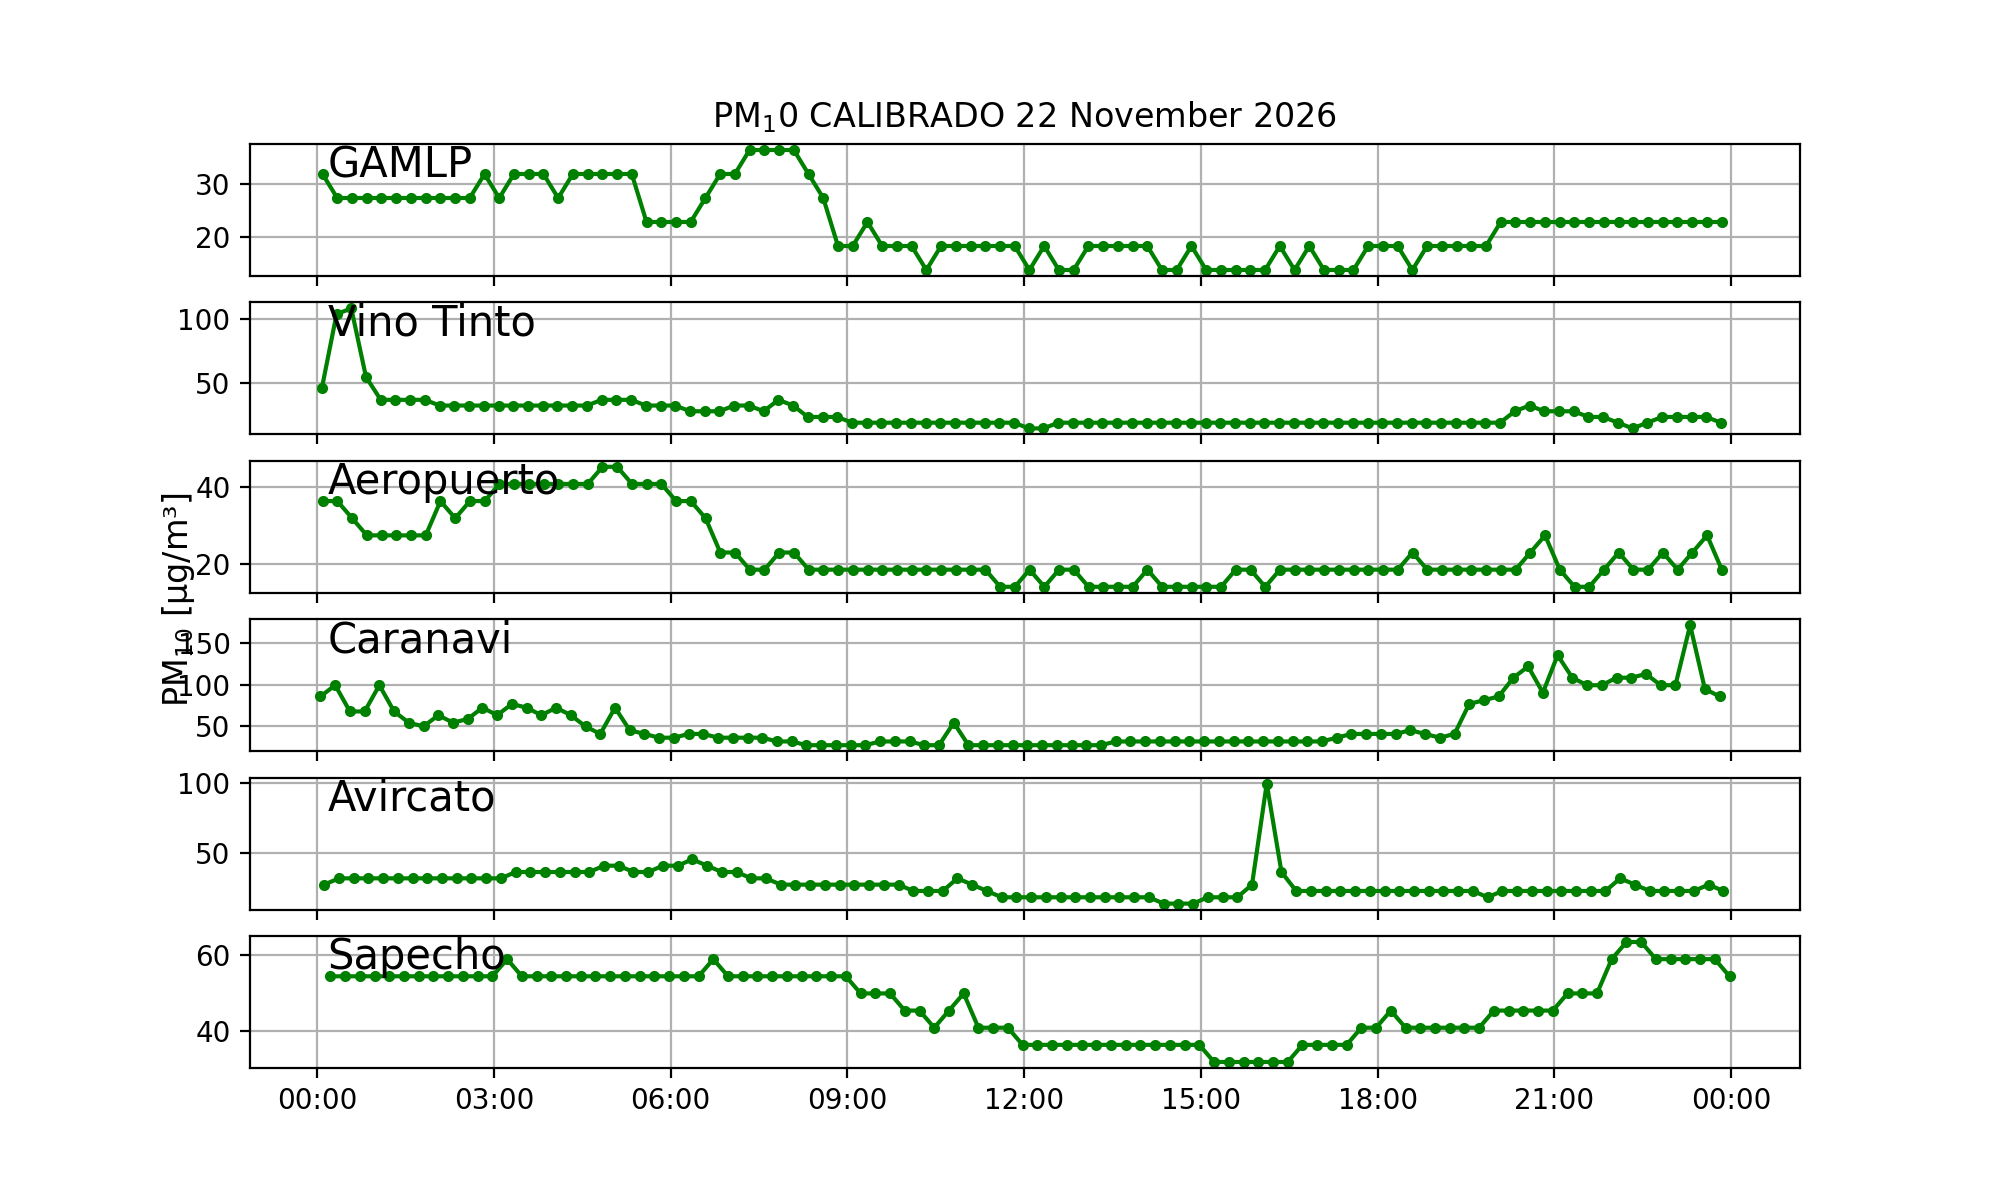 PM₁0 CALIBRADO 22 November 2026
GAMLP
30
20
Vino Tinto
100
50
Aeropuerto
40
20
PM₁₀ [µg/m³]
Caranavi
150
100
50
Avircato
100
50
Sapecho
60
40
00:00 03:00 06:00 09:00 12:00 15:00 18:00 21:00 00:00